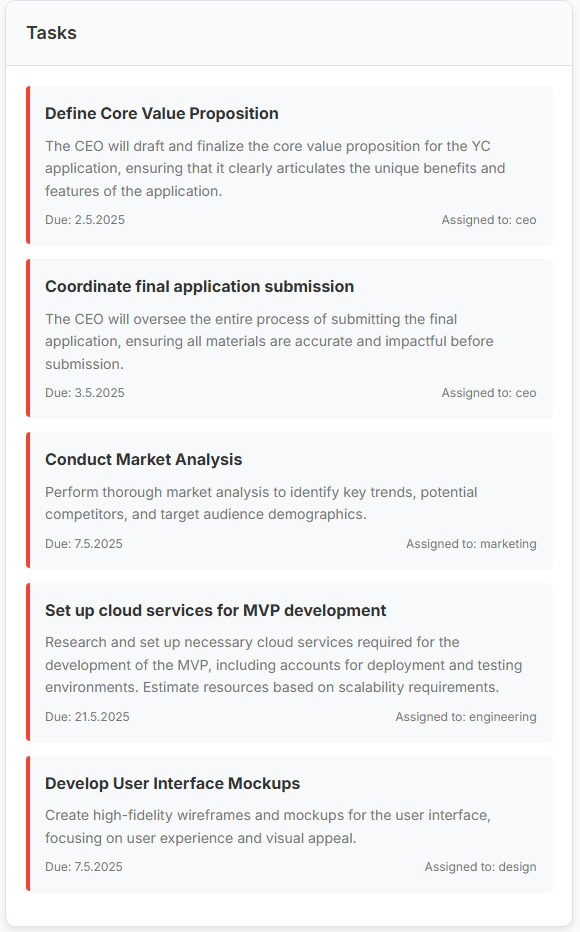 Tasks
Define Core Value Proposition
The CEO will draft and finalize the core value proposition for the YC
application, ensuring that it clearly articulates the unique benefits and
features of the application.
Due: 2.5.2025 Assigned to: ceo
Coordinate final application submission
The CEO will oversee the entire process of submitting the final
application, ensuring all materials are accurate and impactful before
submission.
Due: 3.5.2025 Assigned to: ceo
Conduct Market Analysis
Perform thorough market analysis to identify key trends, potential
competitors, and target audience demographics.
Due: 7.5.2025 Assigned to: marketing
Set up cloud services for MVP development
Research and set up necessary cloud services required for the
development of the MVP, including accounts for deployment and testing
environments. Estimate resources based on scalability requirements.
Due: 21.5.2025 Assigned to: engineering
Develop User Interface Mockups
Create high-fidelity wireframes and mockups for the user interface,
focusing on user experience and visual appeal.
Due: 7.5.2025 Assigned to: design